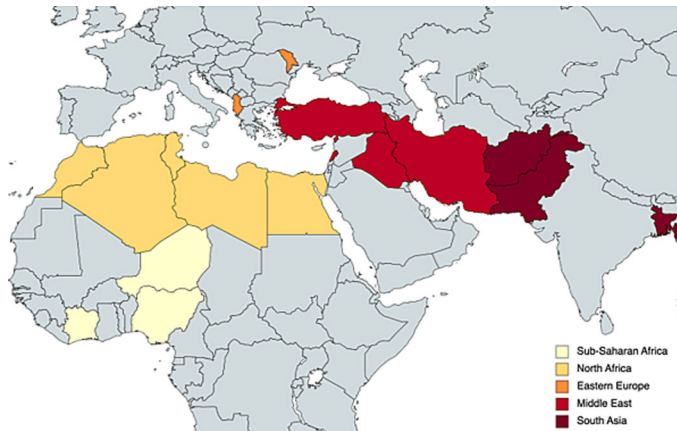 Sub-Saharan Africa
North Africa
Eastern Europe
Middle East
South Asia